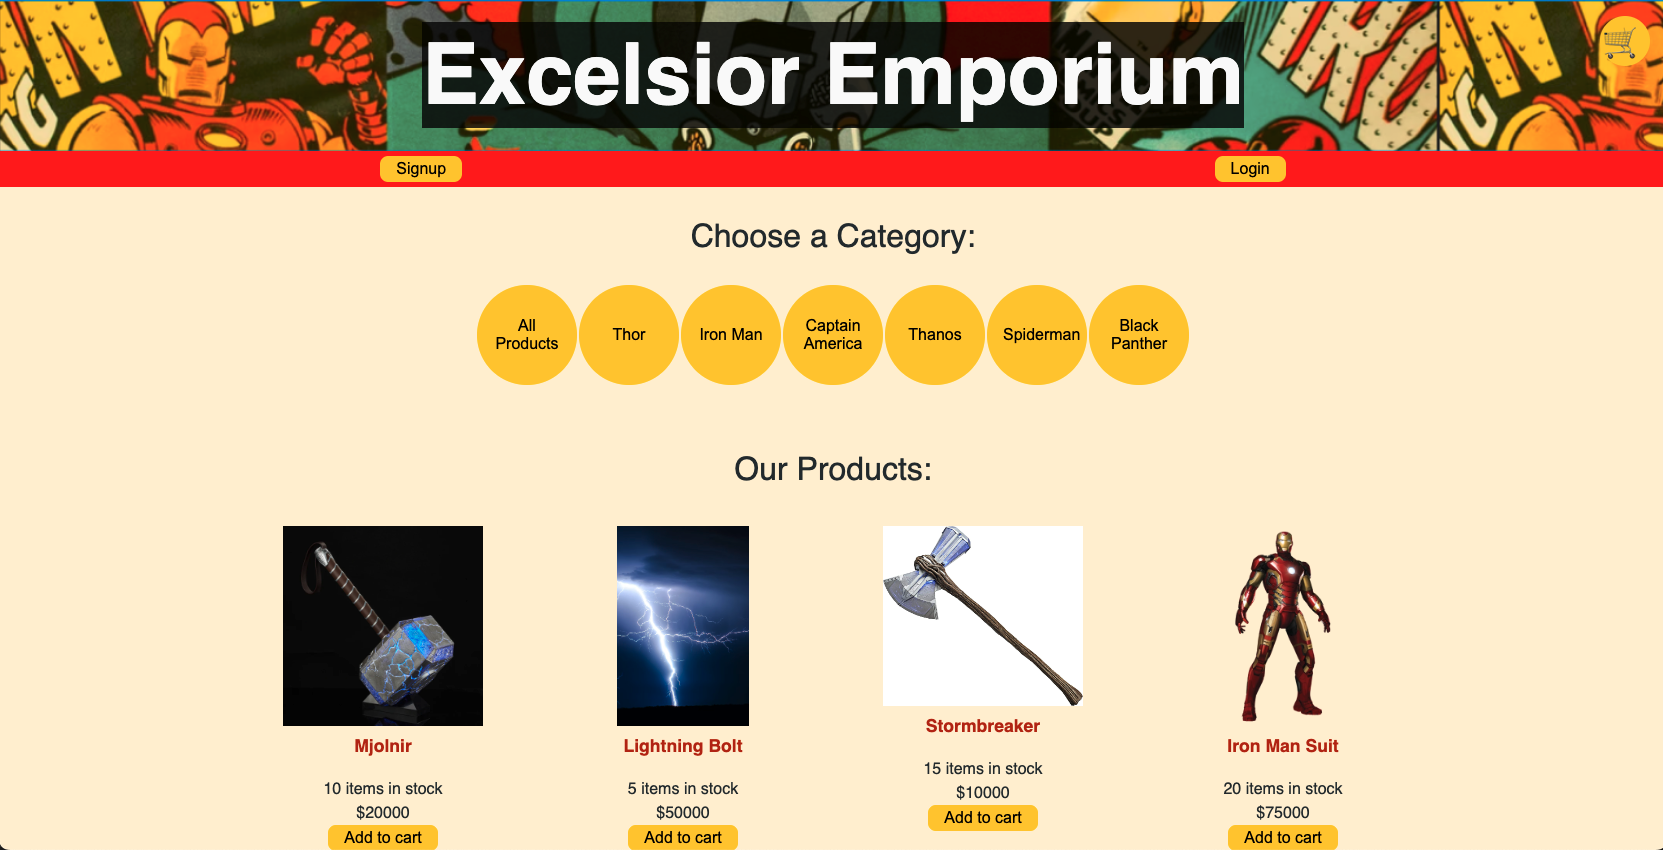 Excelsior Emporium
Signup
Login
Choose a Category:
All
Products
Thor
Iron Man
Captain
America
Thanos
Spiderman
Black
Panther
Our Products:
Mjolnir
10 items in stock
$20000
Add to cart
Lightning Bolt
5 items in stock
$50000
Add to cart
Stormbreaker
15 items in stock
$10000
Add to cart
Iron Man Suit
20 items in stock
$75000
Add to cart